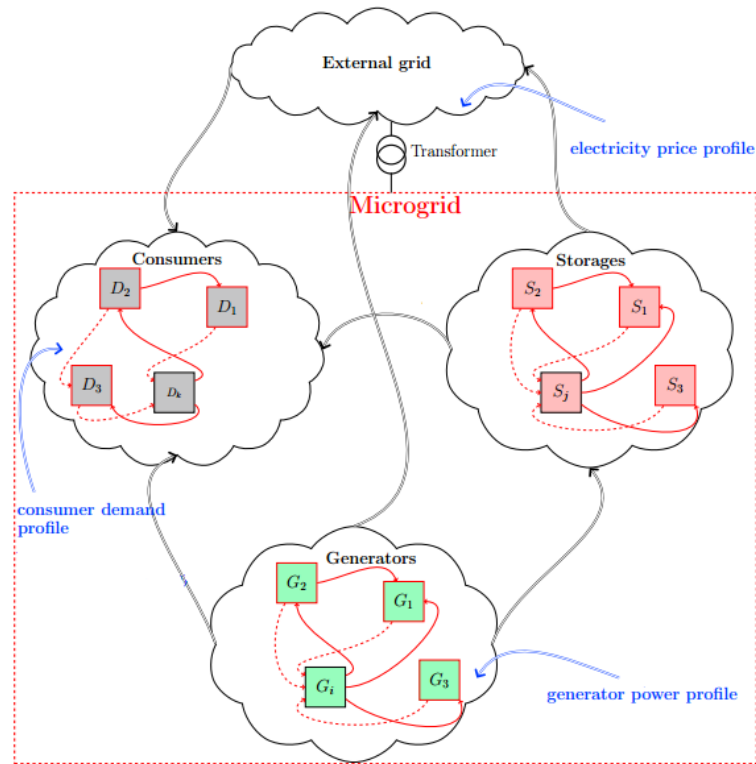 External grid
Transformer
electricity price profile
Microgrid
Consumers
D₂
D₁
D₃
Dₖ
consumer demand
profile
Storages
S₂
S₁
Sⱼ
S₃
Generators
G₂
G₁
Gᵢ
G₃
generator power profile